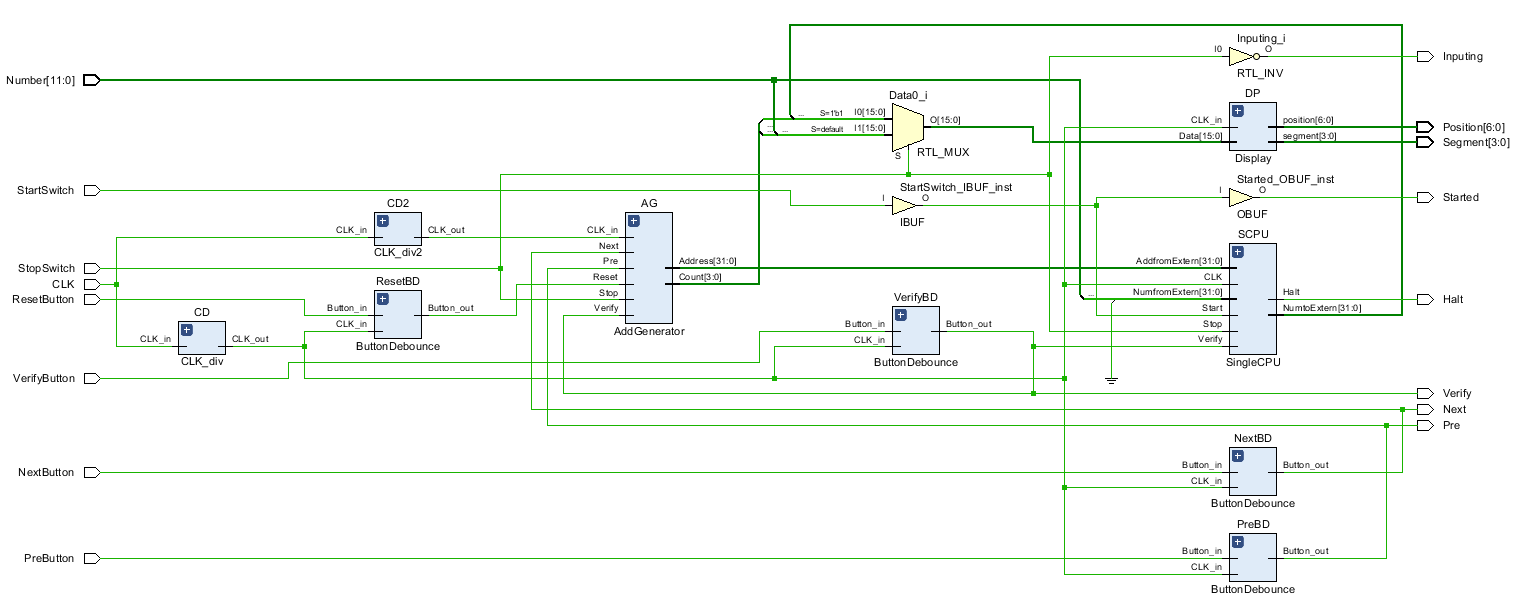 Inputing_i
I0
O
Inputing
RTL_INV
Number[11:0]
Data0_i
DP
...
S=1'b1
I0[15:0]
O[15:0]
CLK_in
position[6:0]
Position[6:0]
...
...
S=default
I1[15:0]
Data[15:0]
segment[3:0]
Segment[3:0]
S
RTL_MUX
Display
StartSwitch
StartSwitch_IBUF_inst
Started_OBUF_inst
I
O
I
O
Started
IBUF
OBUF
CD2
AG
SCPU
CLK_in
CLK_out
CLK_in
CLK_div2
Next
StopSwitch
Pre
Address[31:0]
AddfromExtern[31:0]
CLK
ResetBD
Reset
Count[3:0]
CLK
ResetButton
Stop
VerifyBD
...
NumfromExtern[31:0]
Halt
Halt
CD
Button_in
Button_out
Verify
Start
NumtoExtern[31:0]
CLK_in
AddGenerator
Button_in
Button_out
Stop
CLK_in
CLK_out
ButtonDebounce
CLK_in
Verify
CLK_div
ButtonDebounce
SingleCPU
VerifyButton
Verify
Next
Pre
NextBD
NextButton
Button_in
Button_out
CLK_in
ButtonDebounce
PreBD
PreButton
Button_in
Button_out
CLK_in
ButtonDebounce